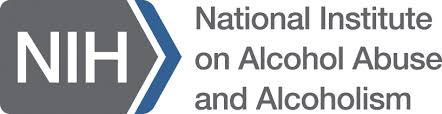 NIH
National Institute
on Alcohol Abuse
and Alcoholism